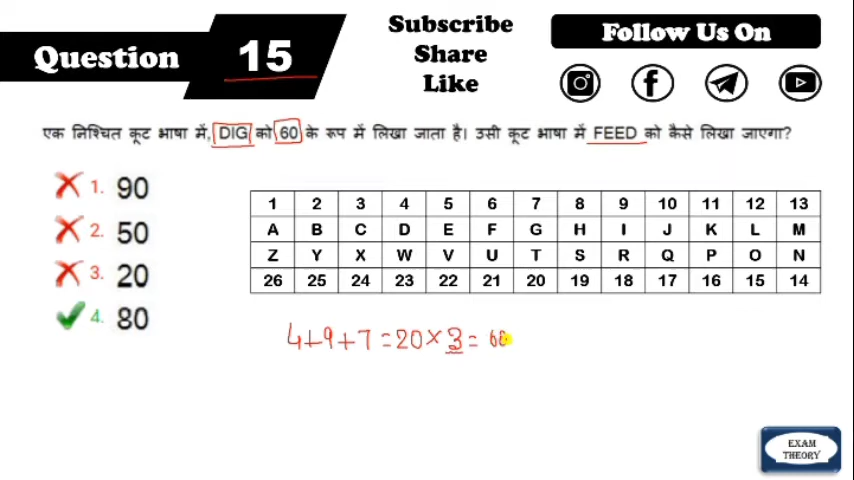 Question 15
Subscribe
Share
Like
Follow Us On
एक निश्चित कूट भाषा में, DIG को 60 के रूप में लिखा जाता है। उसी कूट भाषा में FEED को कैसे लिखा जाएगा?
1. 90
2. 50
3. 20
4. 80
1 2 3 4 5 6 7 8 9 10 11 12 13
A B C D E F G H I J K L M
Z Y X W V U T S R Q P O N
26 25 24 23 22 21 20 19 18 17 16 15 14
4+9+7=20×3=60
EXAM
THEORY